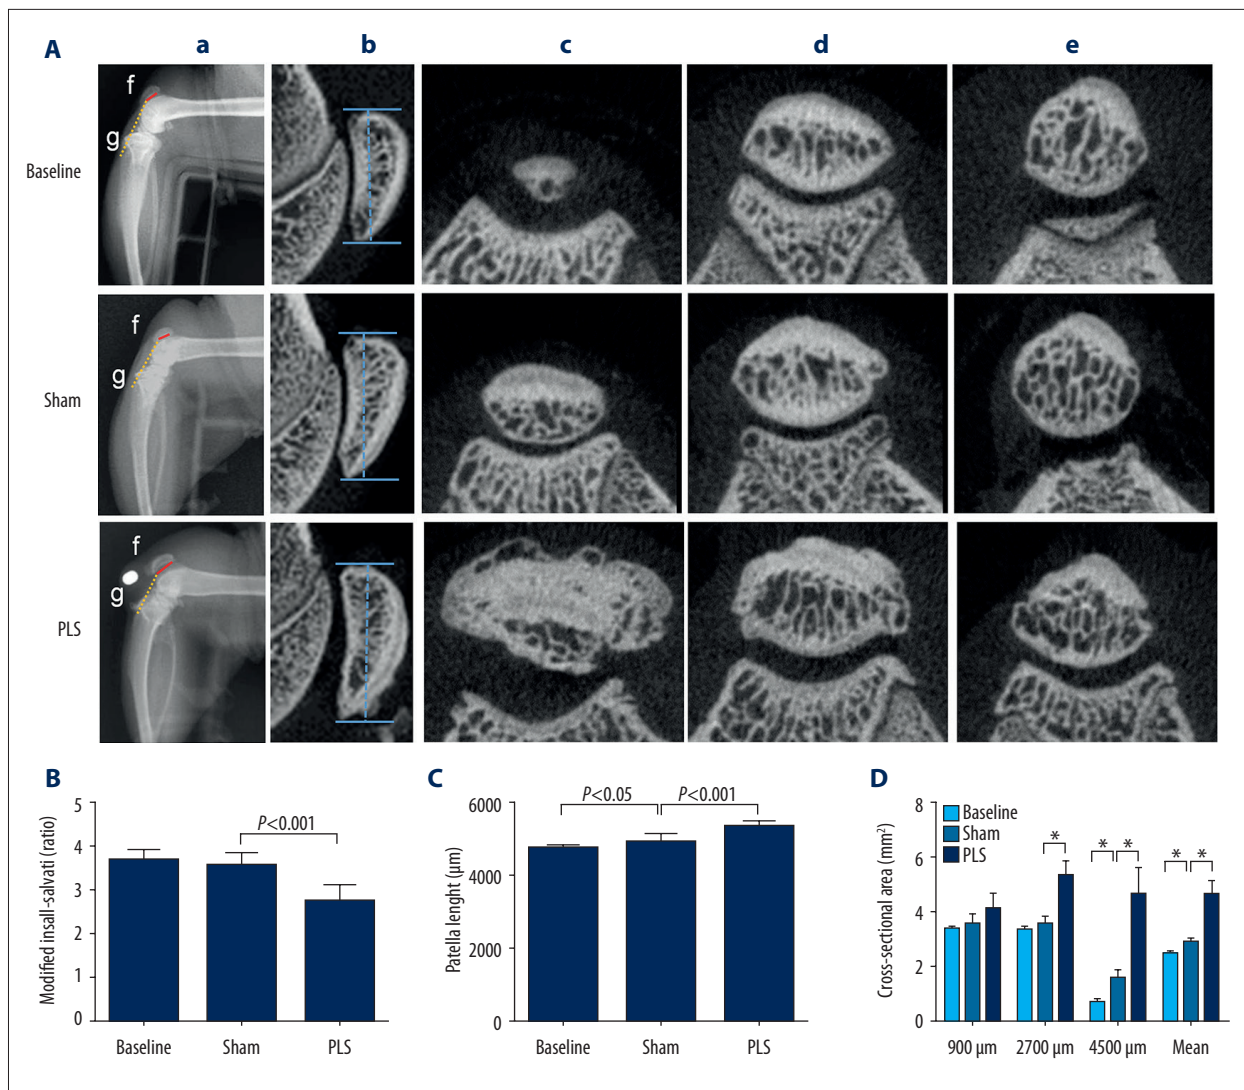 A a b c d e
Baseline
f
g
Sham
f
g
PLS
f
g
B
Modified insall-salvati (ratio)
5
4
3
2
1
0
P<0.001
Baseline Sham PLS
C
Patella lenght (µm)
6000
4000
2000
0
P<0.05 P<0.001
Baseline Sham PLS
D
Cross-sectional area (mm²)
8
6
4
2
0
Baseline
Sham
PLS
* * * * *
900 µm 2700 µm 4500 µm Mean